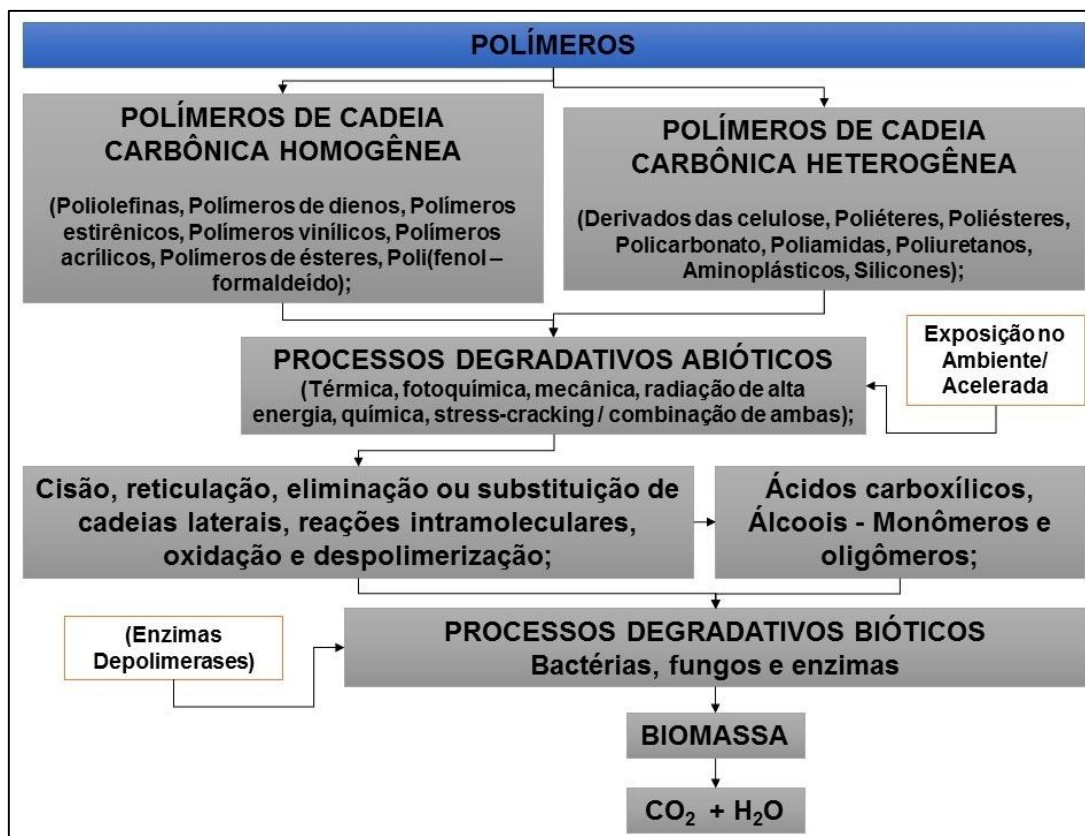 POLÍMEROS
POLÍMEROS DE CADEIA
CARBÔNICA HOMOGÊNEA
(Poliolefinas, Polímeros de dienos, Polímeros
estirênicos, Polímeros vinílicos, Polímeros
acrílicos, Polímeros de ésteres, Poli(fenol –
formaldeído);
POLÍMEROS DE CADEIA
CARBÔNICA HETEROGÊNEA
(Derivados das celulose, Poliéteres, Poliésteres,
Policarbonato, Poliamidas, Poliuretanos,
Aminoplásticos, Silicones);
Exposição no
Ambiente/
Acelerada
PROCESSOS DEGRADATIVOS ABIÓTICOS
(Térmica, fotoquímica, mecânica, radiação de alta
energia, química, stress-cracking / combinação de ambas);
Cisão, reticulação, eliminação ou substituição de
cadeias laterais, reações intramoleculares,
oxidação e despolimerização;
Ácidos carboxílicos,
Álcoois - Monômeros e
oligômeros;
(Enzimas
Depolimerases)
PROCESSOS DEGRADATIVOS BIÓTICOS
Bactérias, fungos e enzimas
BIOMASSA
CO₂ + H₂O